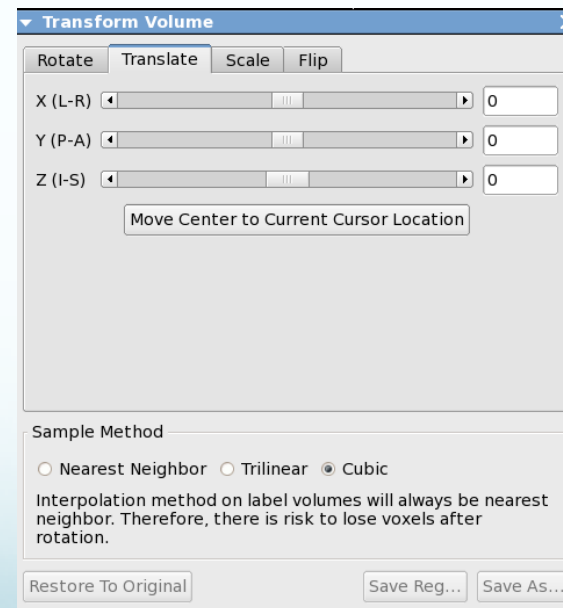 Transform Volume
Rotate Translate Scale Flip
X (L-R) 0
Y (P-A) 0
Z (I-S) 0
Move Center to Current Cursor Location
Sample Method
Nearest Neighbor Trilinear Cubic
Interpolation method on label volumes will always be nearest
neighbor. Therefore, there is risk to lose voxels after
rotation.
Restore To Original Save Reg... Save As...